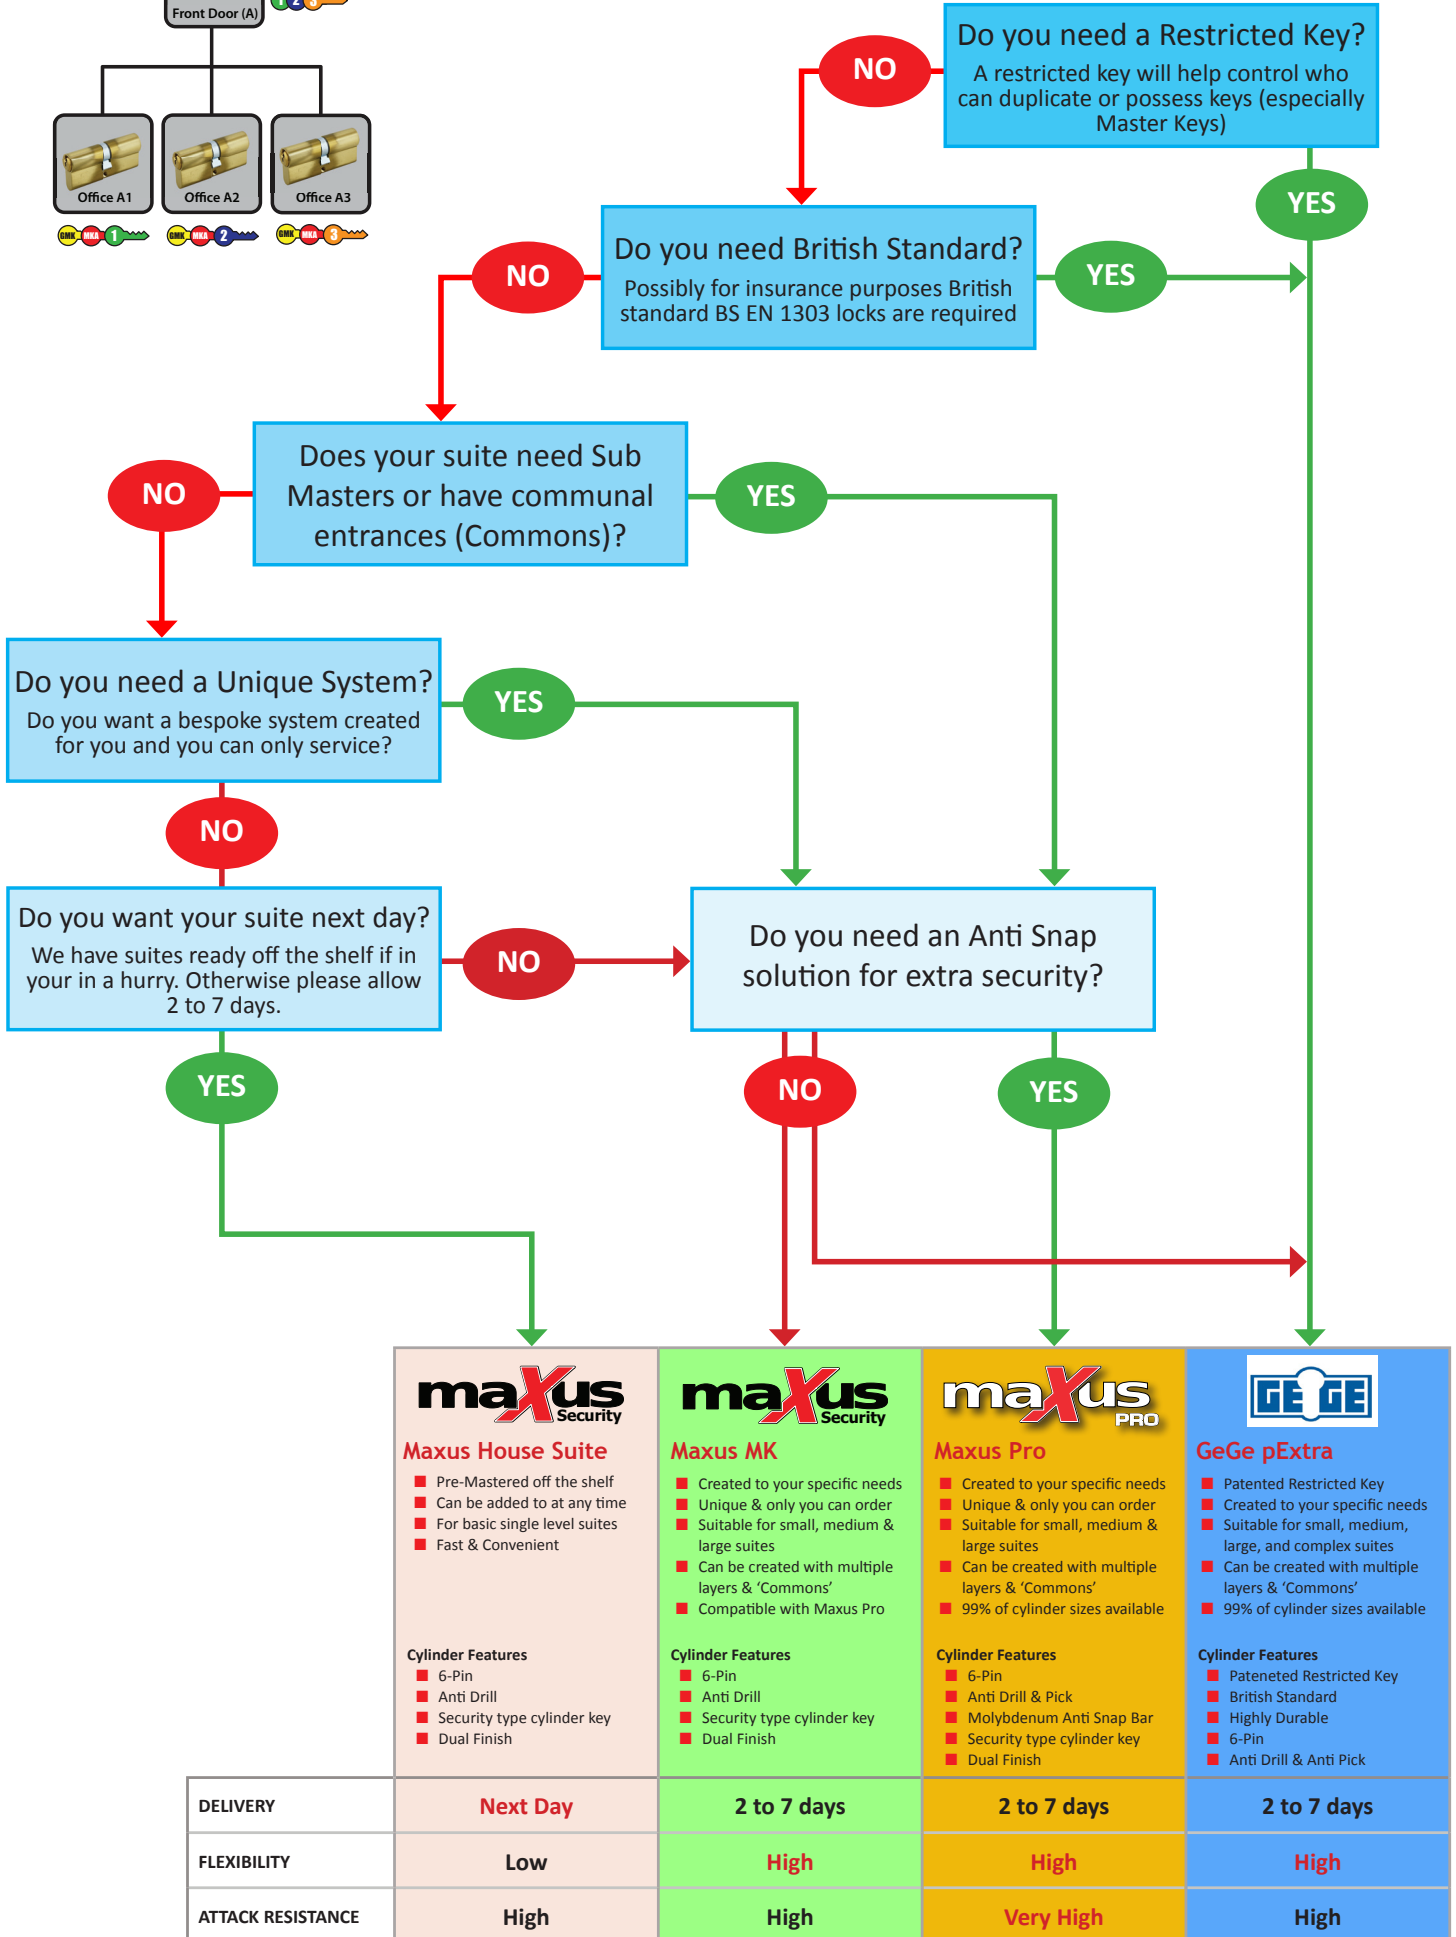 Front Door (A)
1 2 3
Office A1
Office A2
Office A3
GMK MKA 1
GMK MKA 2
GMK MKA 3
Do you need a Restricted Key?
A restricted key will help control who
can duplicate or possess keys (especially
Master Keys)
NO
YES
Do you need British Standard?
Possibly for insurance purposes British
standard BS EN 1303 locks are required
NO
YES
Does your suite need Sub
Masters or have communal
entrances (Commons)?
NO
YES
Do you need a Unique System?
Do you want a bespoke system created
for you and you can only service?
YES
NO
Do you want your suite next day?
We have suites ready off the shelf if in
your in a hurry. Otherwise please allow
2 to 7 days.
NO
YES
Do you need an Anti Snap
solution for extra security?
NO
YES
maxus
Security
Maxus House Suite
Pre-Mastered off the shelf
Can be added to at any time
For basic single level suites
Fast & Convenient
Cylinder Features
6-Pin
Anti Drill
Security type cylinder key
Dual Finish
maxus
Security
Maxus MK
Created to your specific needs
Unique & only you can order
Suitable for small, medium &
large suites
Can be created with multiple
layers & ‘Commons’
Compatible with Maxus Pro
Cylinder Features
6-Pin
Anti Drill
Security type cylinder key
Dual Finish
maxus
PRO
Maxus Pro
Created to your specific needs
Unique & only you can order
Suitable for small, medium &
large suites
Can be created with multiple
layers & ‘Commons’
99% of cylinder sizes available
Cylinder Features
6-Pin
Anti Drill & Pick
Molybdenum Anti Snap Bar
Security type cylinder key
Dual Finish
GEGE
GeGe pExtra
Patented Restricted Key
Created to your specific needs
Suitable for small, medium,
large, and complex suites
Can be created with multiple
layers & ‘Commons’
99% of cylinder sizes available
Cylinder Features
Pateneted Restricted Key
British Standard
Highly Durable
6-Pin
Anti Drill & Anti Pick
DELIVERY Next Day 2 to 7 days 2 to 7 days 2 to 7 days
FLEXIBILITY Low High High High
ATTACK RESISTANCE High High Very High High